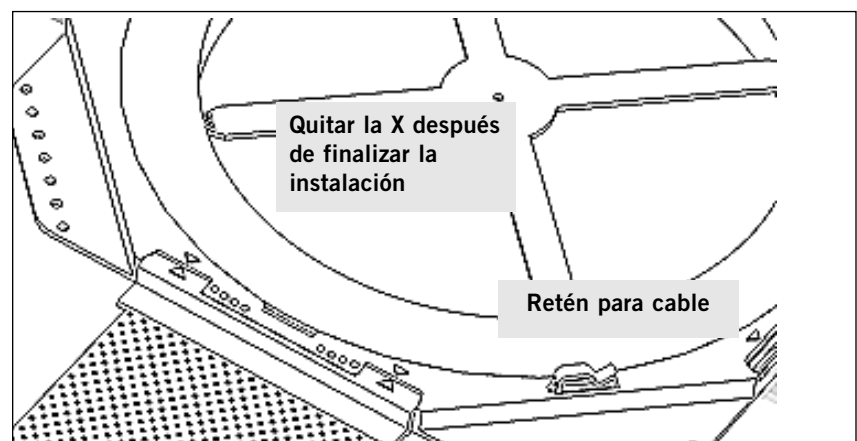 Quitar la X después
de finalizar la
instalación
Retén para cable